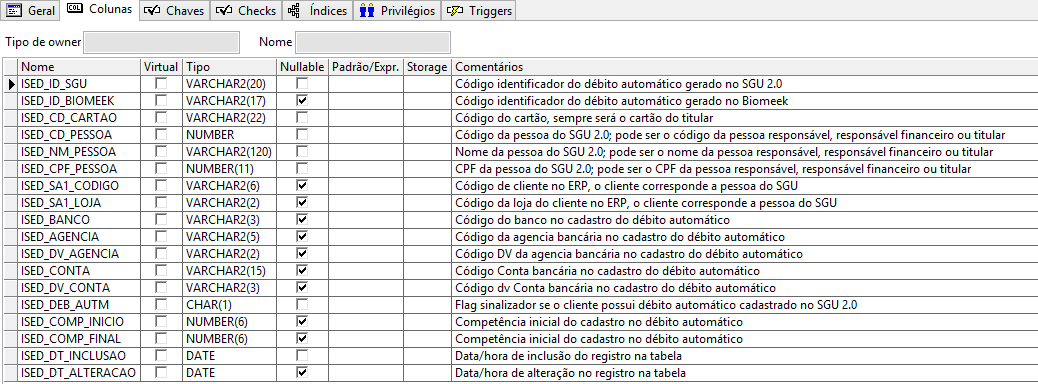 Geral Colunas Chaves Checks Índices Privilégios Triggers
Tipo de owner Nome
Nome Virtual Tipo Nullable Padrão/Expr. Storage Comentários
ISED_ID_SGU VARCHAR2(20) Código identificador do débito automático gerado no SGU 2.0
ISED_ID_BIOMEEK VARCHAR2(17) Código identificador do débito automático gerado no Biomeek
ISED_CD_CARTAO VARCHAR2(22) Código do cartão, sempre será o cartão do titular
ISED_CD_PESSOA NUMBER Código da pessoa do SGU 2.0; pode ser o código da pessoa responsável, responsável financeiro ou titular
ISED_NM_PESSOA VARCHAR2(120) Nome da pessoa do SGU 2.0; pode ser o nome da pessoa responsável, responsável financeiro ou titular
ISED_CPF_PESSOA NUMBER(11) CPF da pessoa do SGU 2.0; pode ser o CPF da pessoa responsável, responsável financeiro ou titular
ISED_SA1_CODIGO VARCHAR2(6) Código de cliente no ERP, o cliente corresponde a pessoa do SGU
ISED_SA1_LOJA VARCHAR2(2) Código da loja do cliente no ERP, o cliente corresponde a pessoa do SGU
ISED_BANCO VARCHAR2(3) Código do banco no cadastro do débito automático
ISED_AGENCIA VARCHAR2(5) Código da agencia bancária no cadastro do débito automático
ISED_DV_AGENCIA VARCHAR2(2) Código DV da agencia bancária no cadastro do débito automático
ISED_CONTA VARCHAR2(15) Código Conta bancária no cadastro do débito automático
ISED_DV_CONTA VARCHAR2(3) Código dv Conta bancária no cadastro do débito automático
ISED_DEB_AUTM CHAR(1) Flag sinalizador se o cliente possui débito automático cadastrado no SGU 2.0
ISED_COMP_INICIO NUMBER(6) Competência inicial do cadastro no débito automático
ISED_COMP_FINAL NUMBER(6) Competência inicial do cadastro no débito automático
ISED_DT_INCLUSAO DATE Data/hora de inclusão do registro na tabela
ISED_DT_ALTERACAO DATE Data/hora de alteração no registro na tabela